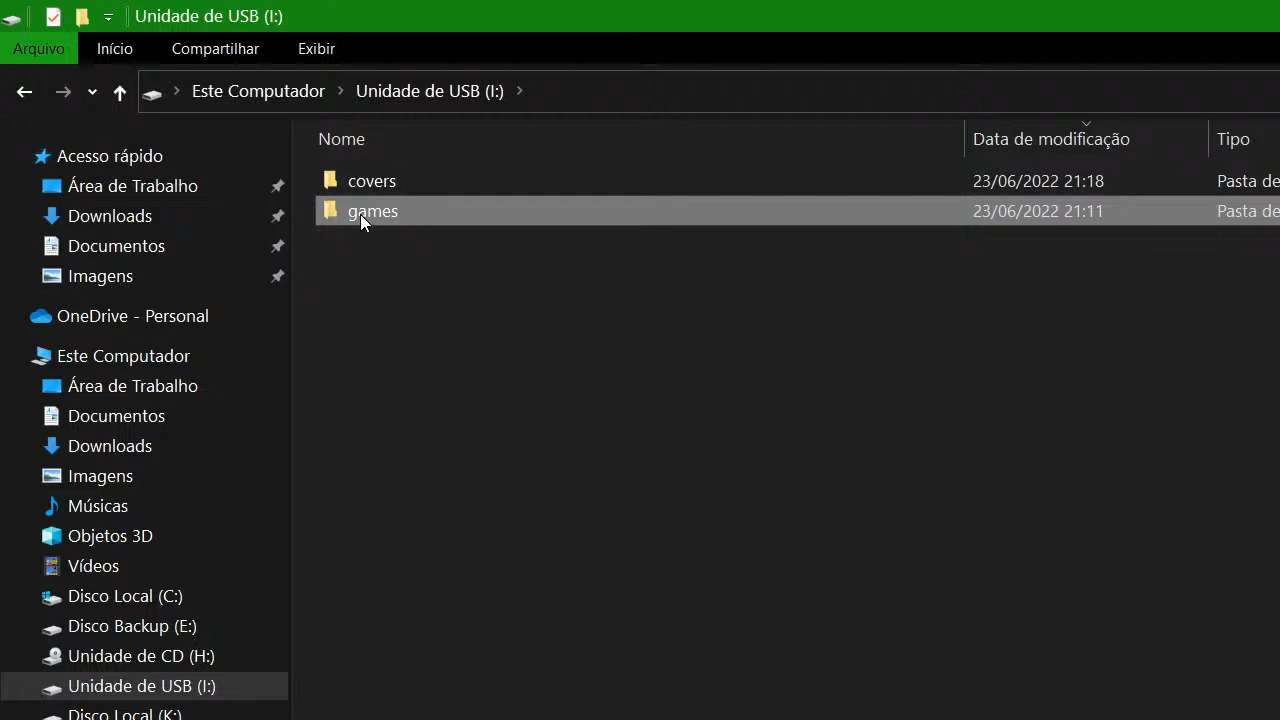 Unidade de USB (I:)
Arquivo Início Compartilhar Exibir
Este Computador Unidade de USB (I:)
Nome Data de modificação Tipo
covers 23/06/2022 21:18 Pasta de
games 23/06/2022 21:11 Pasta de
Acesso rápido
Área de Trabalho
Downloads
Documentos
Imagens
OneDrive - Personal
Este Computador
Área de Trabalho
Documentos
Downloads
Imagens
Músicas
Objetos 3D
Vídeos
Disco Local (C:)
Disco Backup (E:)
Unidade de CD (H:)
Unidade de USB (I:)
Disco Local (K:)